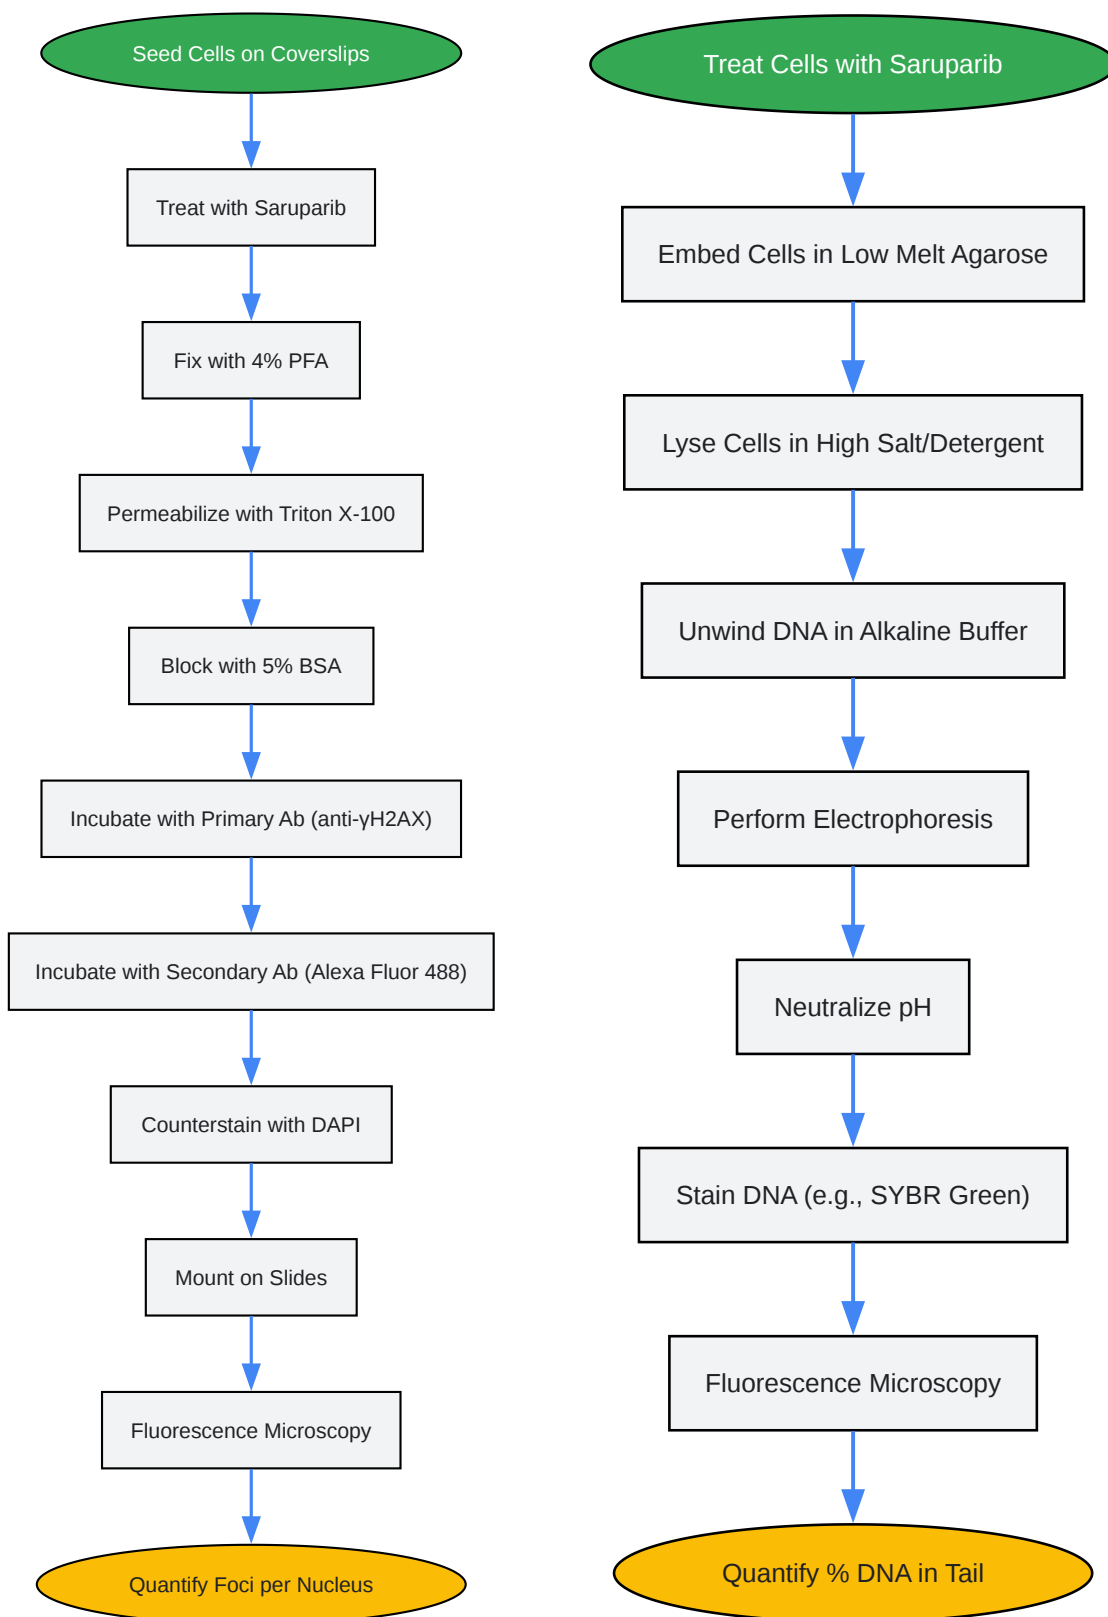 Seed Cells on Coverslips
Treat with Saruparib
Fix with 4% PFA
Permeabilize with Triton X-100
Block with 5% BSA
Incubate with Primary Ab (anti-γH2AX)
Incubate with Secondary Ab (Alexa Fluor 488)
Counterstain with DAPI
Mount on Slides
Fluorescence Microscopy
Quantify Foci per Nucleus
Treat Cells with Saruparib
Embed Cells in Low Melt Agarose
Lyse Cells in High Salt/Detergent
Unwind DNA in Alkaline Buffer
Perform Electrophoresis
Neutralize pH
Stain DNA (e.g., SYBR Green)
Fluorescence Microscopy
Quantify % DNA in Tail